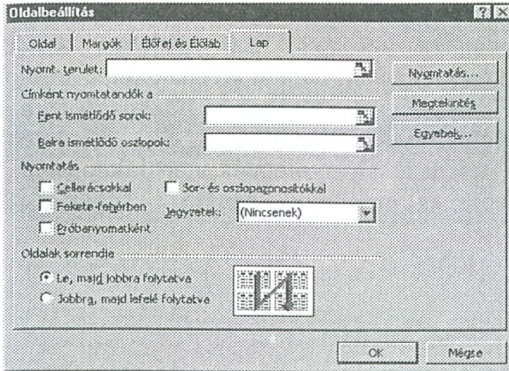 Oldalbeállítás
Oldal Margók Élőfej és Élőláb Lap
Nyomt. terület:
Nyomtatás...
Címként nyomtatandók a
Megtekintés
Fent ismétlődő sorok:
Egyebek...
Balra ismétlődő oszlopok:
Nyomtatás
Cellarácsokkal Sor- és oszlopazonosítókkal
Fekete-fehérben Jegyzetek: (Nincsenek)
Próbanyomatként
Oldalak sorrendje
Le, majd jobbra folytatva
Jobbra, majd lefelé folytatva
OK Mégse